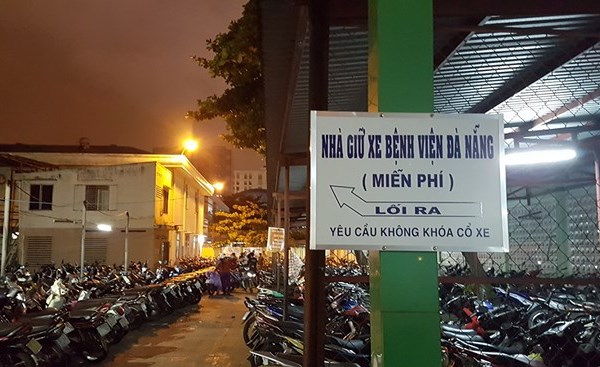 NHÀ GIỮ XE BỆNH VIỆN ĐÀ NẴNG
( MIỄN PHÍ )
LỐI RA
YÊU CẦU KHÔNG KHÓA CỔ XE